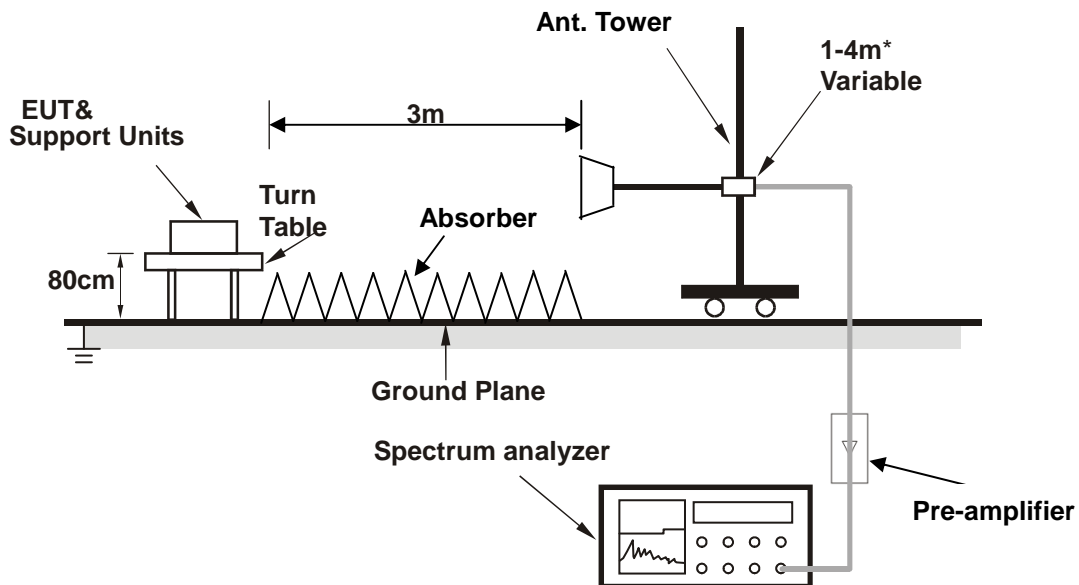 Ant. Tower
1-4m*
Variable
EUT&
Support Units
3m
Turn
Table
Absorber
80cm
Ground Plane
Spectrum analyzer
Pre-amplifier